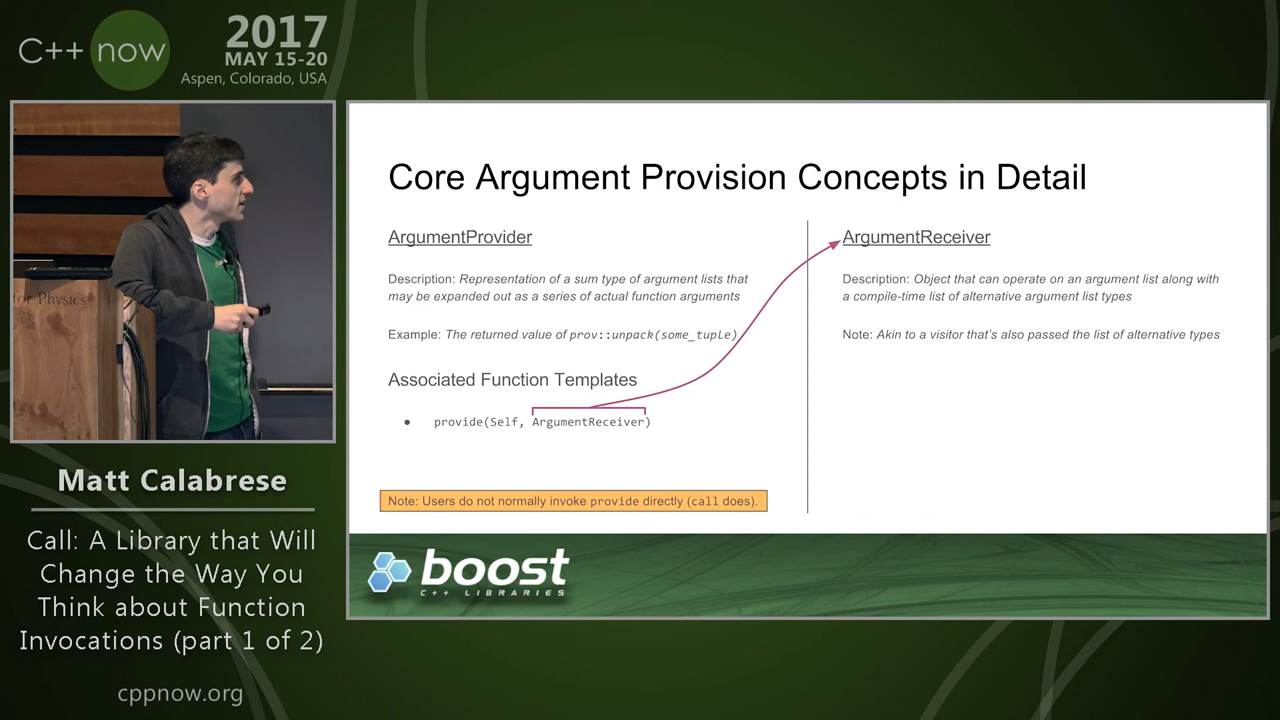 C++ now
2017
MAY 15-20
Aspen, Colorado, USA
for Physics
Matt Calabrese
Call: A Library that Will
Change the Way You
Think about Function
Invocations (part 1 of 2)
cppnow.org
Core Argument Provision Concepts in Detail
ArgumentProvider
Description: Representation of a sum type of argument lists that
may be expanded out as a series of actual function arguments
Example: The returned value of prov::unpack(some_tuple)
Associated Function Templates
● provide(Self, ArgumentReceiver)
Note: Users do not normally invoke provide directly (call does).
ArgumentReceiver
Description: Object that can operate on an argument list along with
a compile-time list of alternative argument list types
Note: Akin to a visitor that's also passed the list of alternative types
boost
C++ LIBRARIES